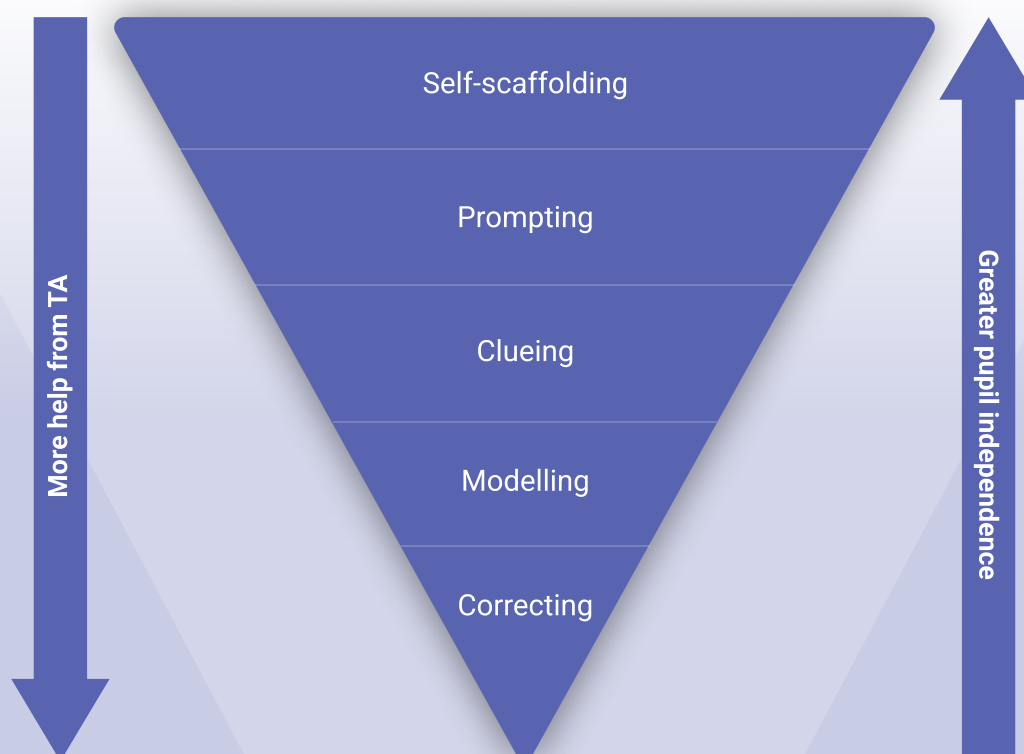 Self-scaffolding
Prompting
Clueing
Modelling
Correcting
More help from TA
Greater pupil independence